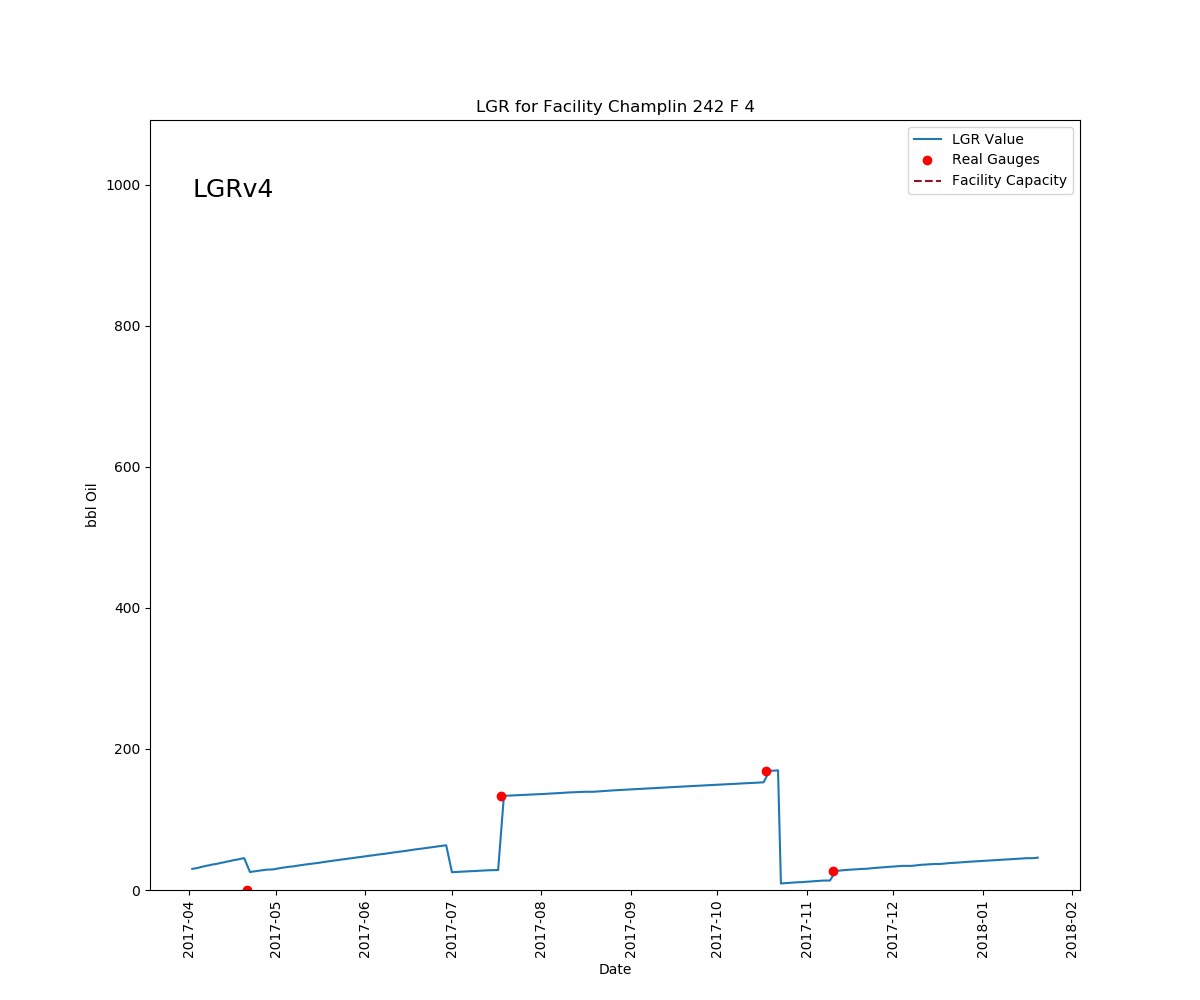 LGR for Facility Champlin 242 F 4
LGR Value
Real Gauges
Facility Capacity
LGRv4
1000
800
600
400
200
0
bbl Oil
2017-04
2017-05
2017-06
2017-07
2017-08
2017-09
2017-10
2017-11
2017-12
2018-01
2018-02
Date